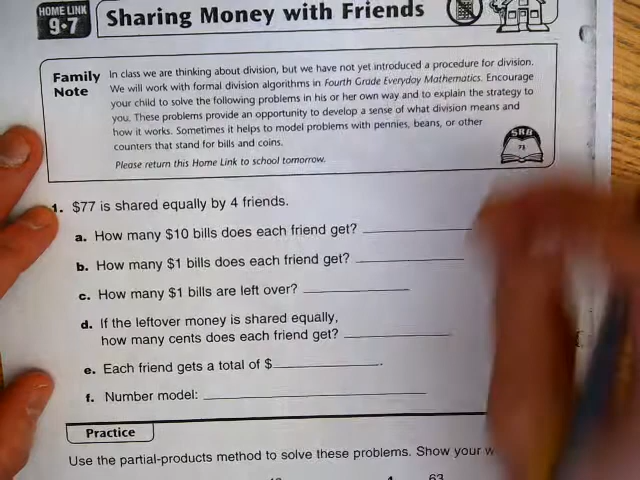 HOME LINK
9•7
Sharing Money with Friends
Family
Note
In class we are thinking about division, but we have not yet introduced a procedure for division.
We will work with formal division algorithms in Fourth Grade Everyday Mathematics. Encourage
your child to solve the following problems in his or her own way and to explain the strategy to
you. These problems provide an opportunity to develop a sense of what division means and
how it works. Sometimes it helps to model problems with pennies, beans, or other
counters that stand for bills and coins.
Please return this Home Link to school tomorrow.
SRB
71
1. $77 is shared equally by 4 friends.
a. How many $10 bills does each friend get?
b. How many $1 bills does each friend get?
c. How many $1 bills are left over?
d. If the leftover money is shared equally,
how many cents does each friend get?
e. Each friend gets a total of $ .
f. Number model:
Practice
Use the partial-products method to solve these problems. Show your
63